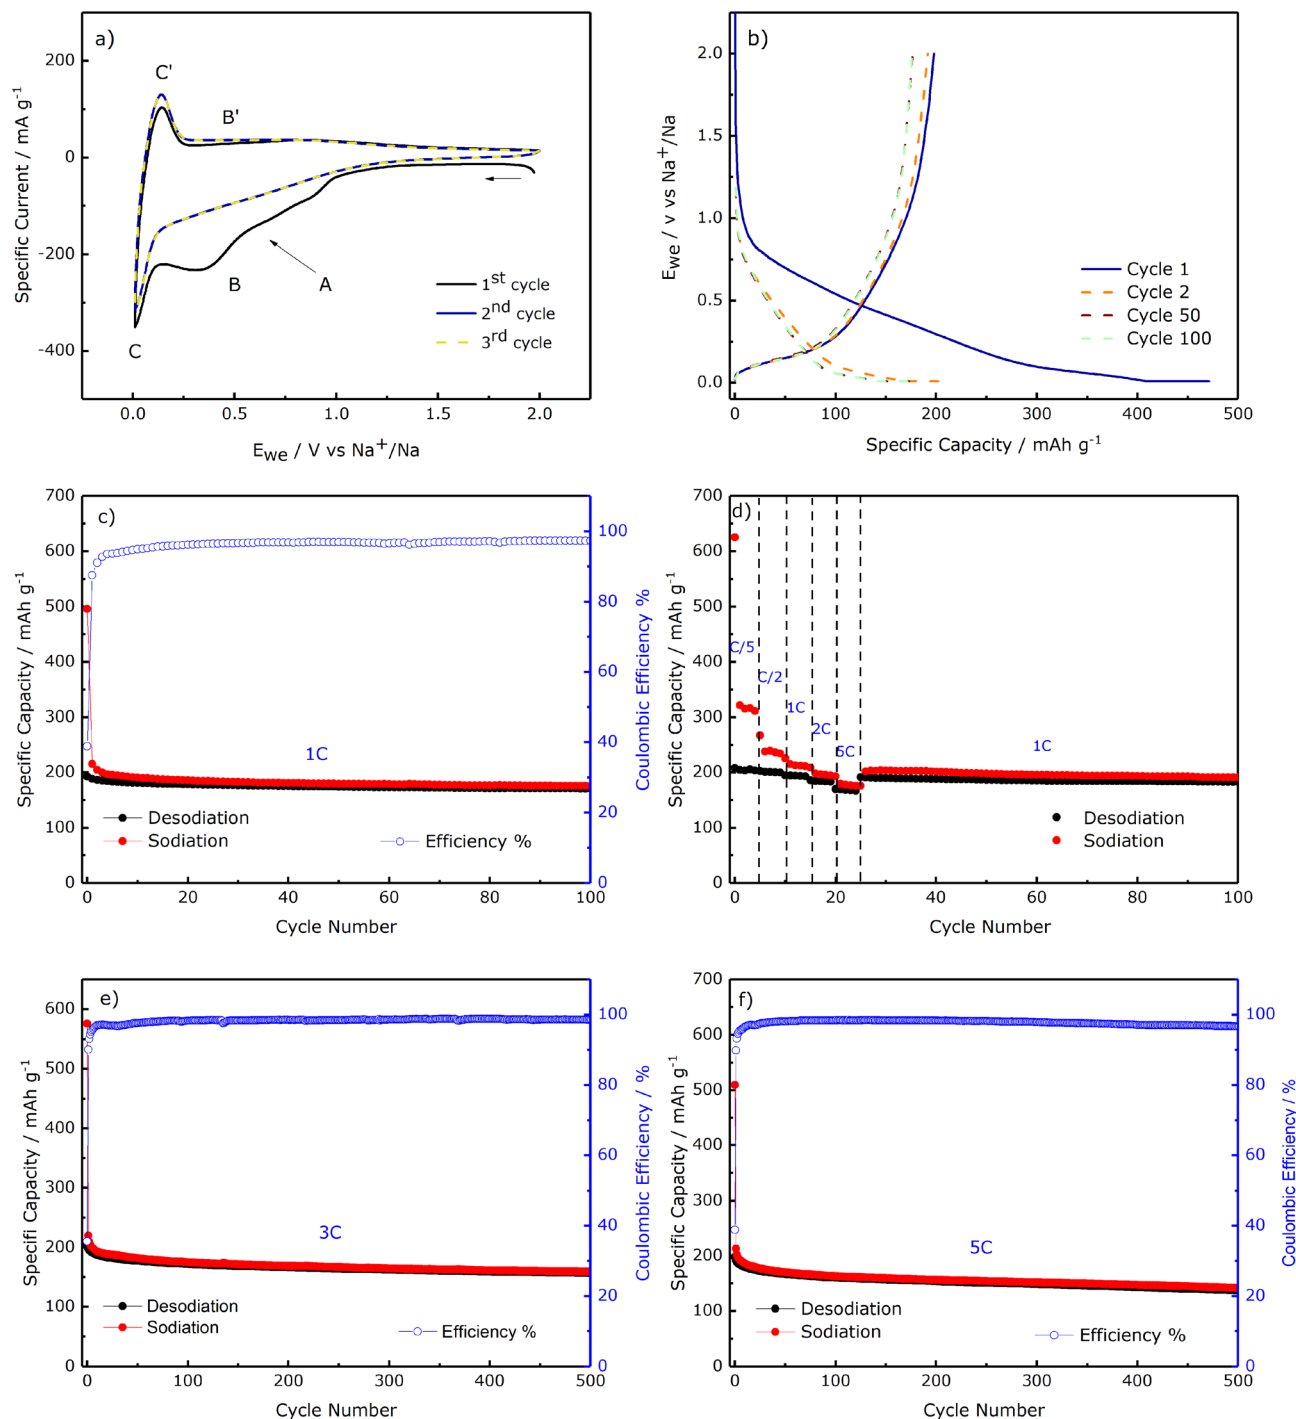 a)
200
0
-200
-400
Specific Current / mA g-1
C'
B'
B
A
C
1st cycle
2nd cycle
3rd cycle
0.0 0.5 1.0 1.5 2.0
Ewe / V vs Na+/Na
b)
2.0
1.5
1.0
0.5
0.0
Ewe / v vs Na+/Na
Cycle 1
Cycle 2
Cycle 50
Cycle 100
0 100 200 300 400 500
Specific Capacity / mAh g-1
c)
700
600
500
400
300
200
100
0
Specific Capacity / mAh g-1
1C
Desodiation
Sodiation
Efficiency %
100
80
60
40
20
0
Coulombic Efficiency %
0 20 40 60 80 100
Cycle Number
d)
700
600
500
400
300
200
100
0
Specific Capacity / mAh g-1
C/5
C/2
1C
2C
5C
1C
Desodiation
Sodiation
0 20 40 60 80 100
Cycle Number
e)
600
500
400
300
200
100
0
Specifi Capacity / mAh g-1
3C
Desodiation
Sodiation
Efficiency %
100
80
60
40
20
0
Coulombic Efficiency / %
0 100 200 300 400 500
Cycle Number
f)
700
600
500
400
300
200
100
0
Specific Capacity / mAh g-1
5C
Desodiation
Sodiation
Efficiency %
100
80
60
40
20
0
Coulombic Efficiency / %
0 100 200 300 400 500
Cycle Number